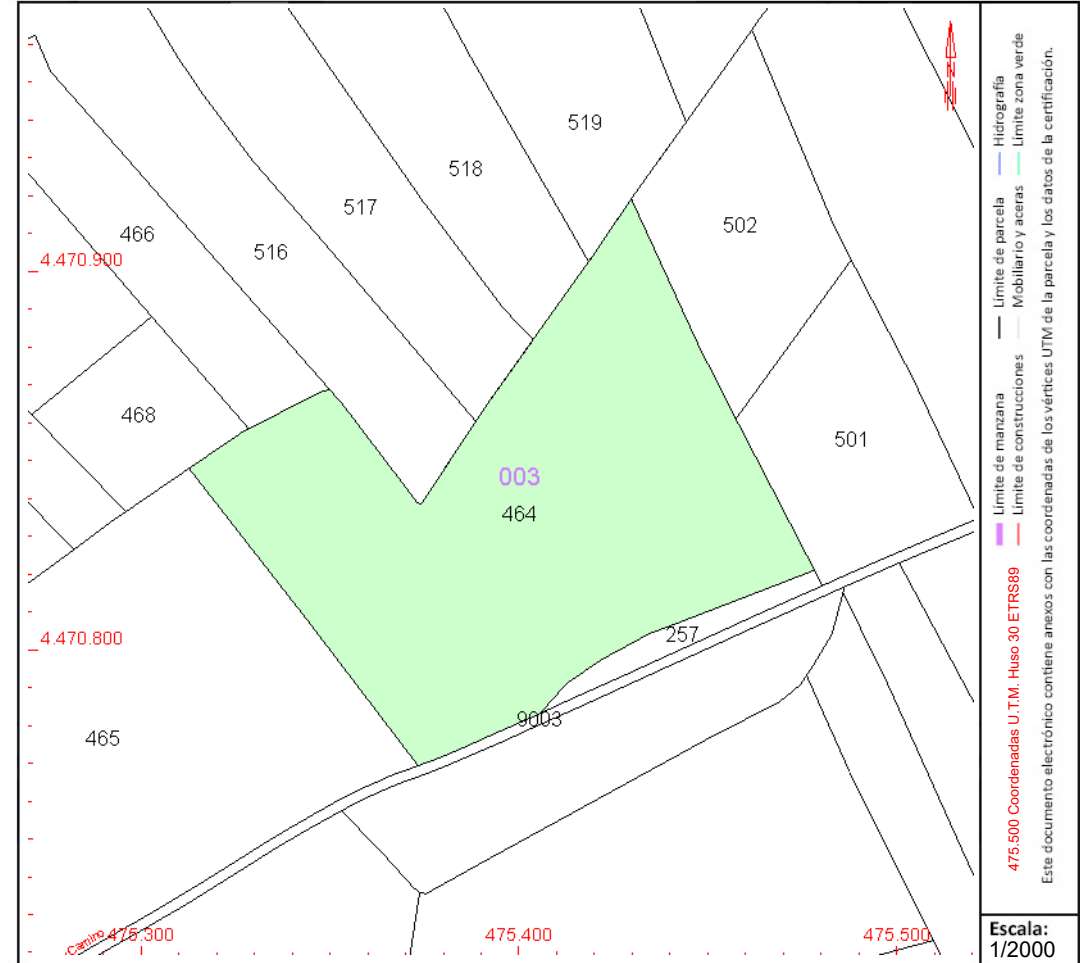 519
518
517
502
466
516
4.470.900
468
501
003
464
4.470.800
257
9003
465
Camino
475.300
475.400
475.500
N
Límite de manzana
Límite de parcela
Hidrografía
Límite de construcciones
Mobiliario y aceras
Límite zona verde
475.500 Coordenadas U.T.M. Huso 30 ETRS89
Este documento electrónico contiene anexos con las coordenadas de los vértices UTM de la parcela y los datos de la certificación.
Escala:
1/2000